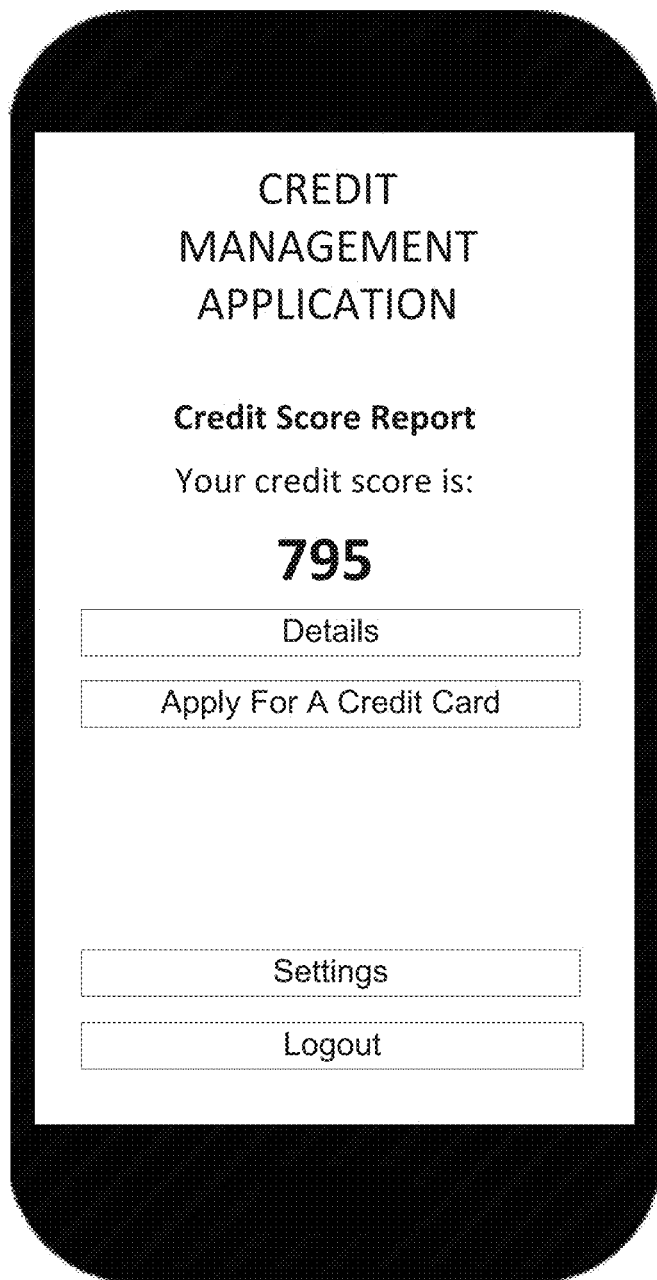 CREDIT
MANAGEMENT
APPLICATION
Credit Score Report
Your credit score is:
795
Details
Apply For A Credit Card
Settings
Logout